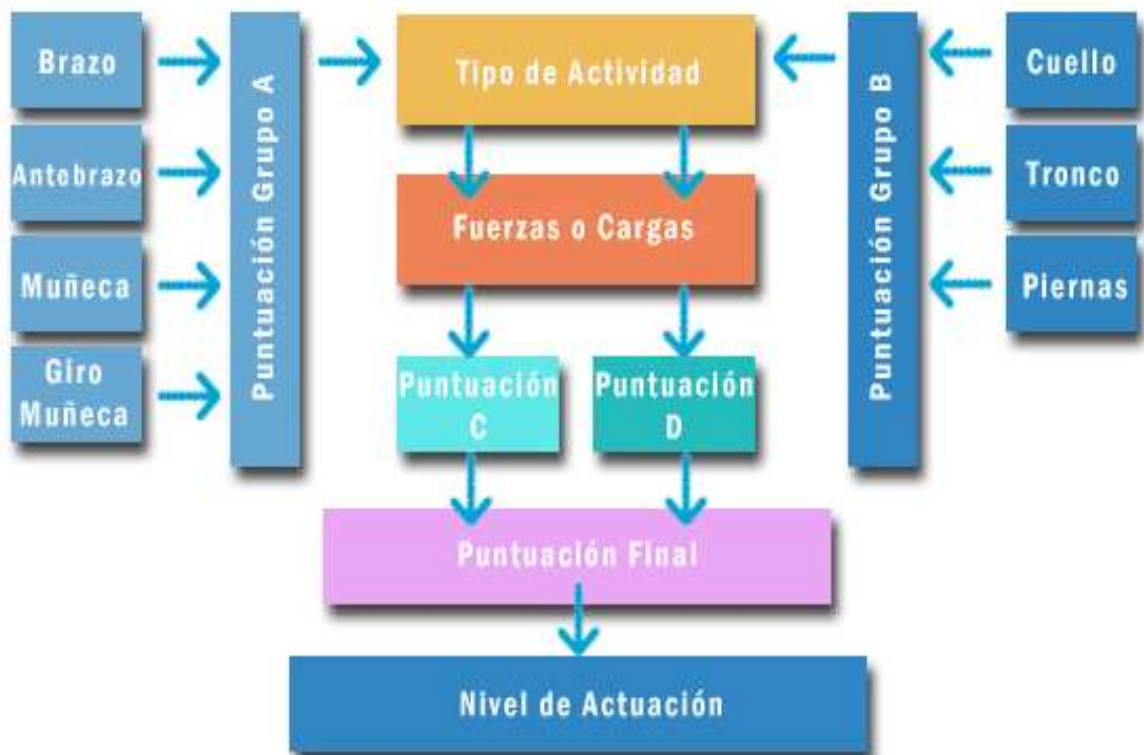 Brazo
Antebrazo
Muñeca
Giro
Muñeca
Puntuación Grupo A
Tipo de Actividad
Fuerzas o Cargas
Puntuación
C
Puntuación
D
Puntuación Final
Nivel de Actuación
Puntuación Grupo B
Cuello
Tronco
Piernas